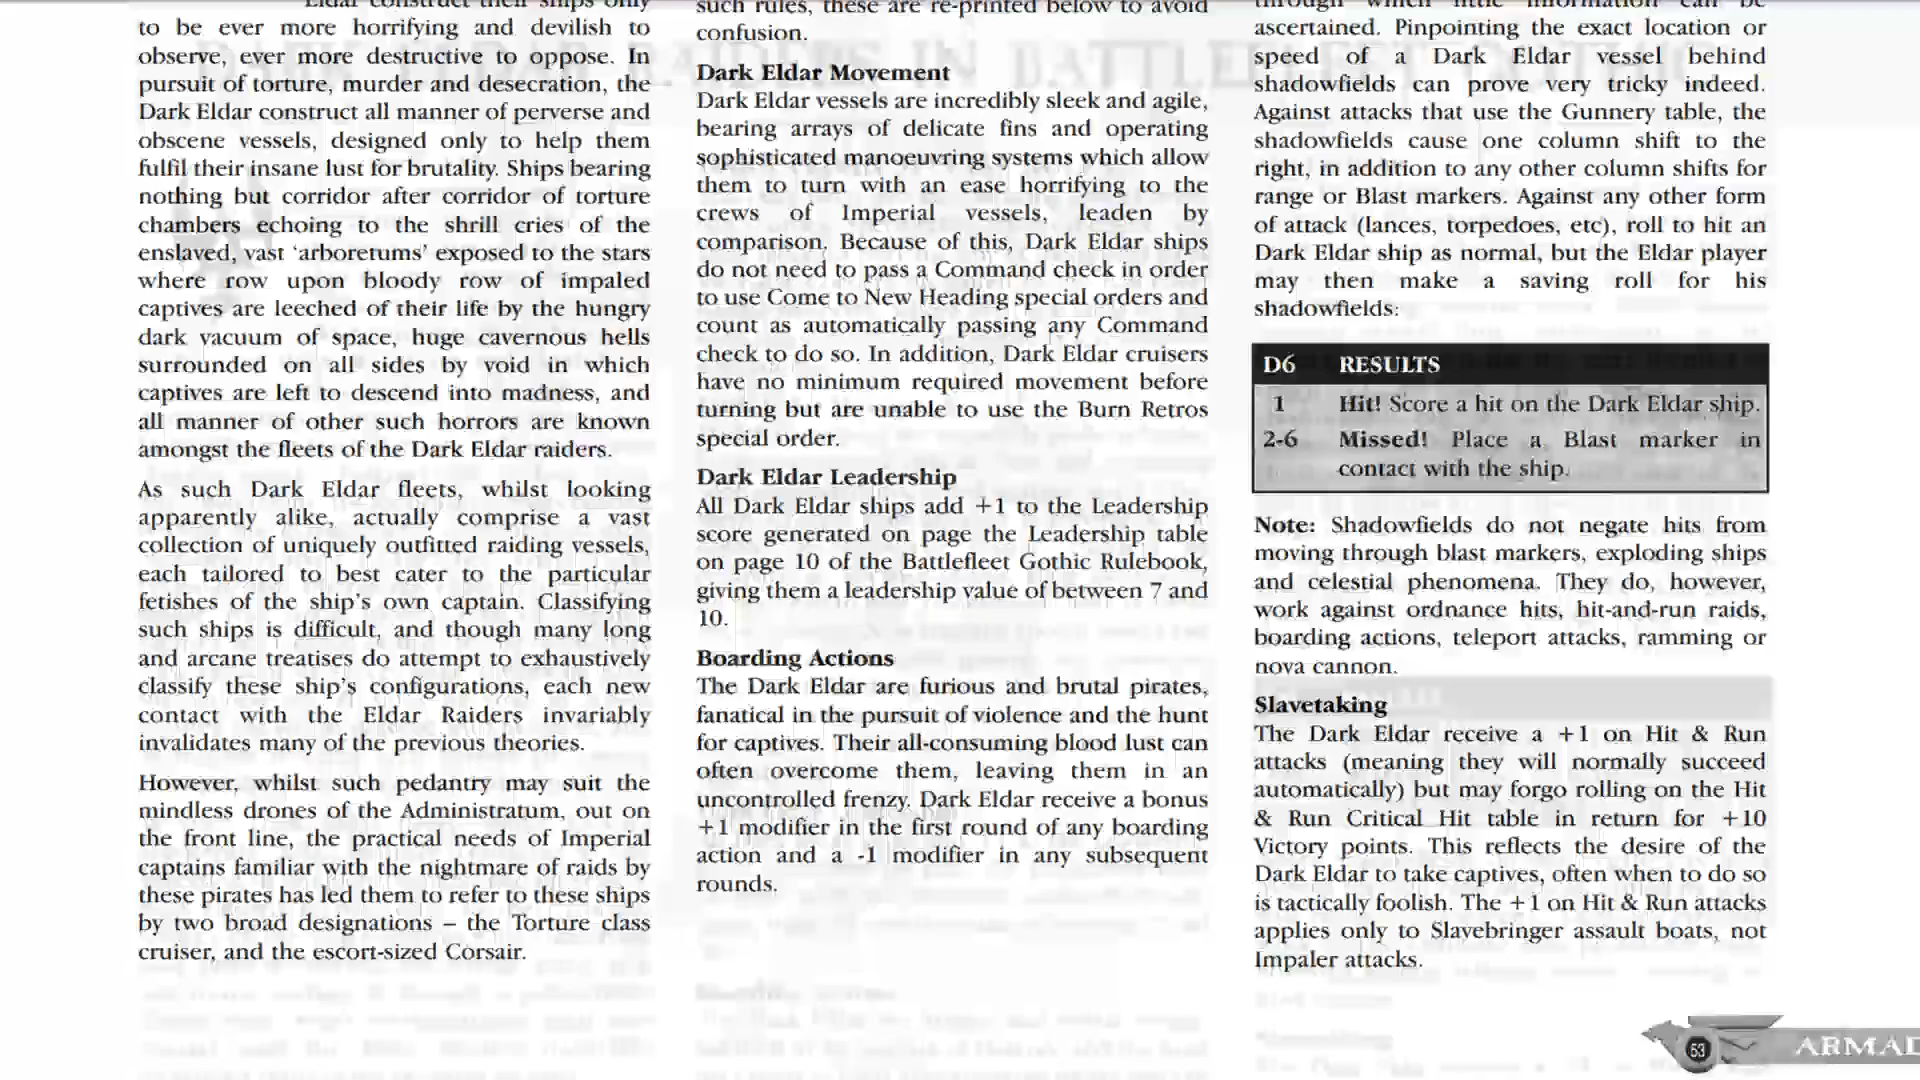 Eldar construct their ships only
to be ever more horrifying and devilish to
observe, ever more destructive to oppose. In
pursuit of torture, murder and desecration, the
Dark Eldar construct all manner of perverse and
obscene vessels, designed only to help them
fulfil their insane lust for brutality. Ships bearing
nothing but corridor after corridor of torture
chambers echoing to the shrill cries of the
enslaved, vast ‘arboretums’ exposed to the stars
where row upon bloody row of impaled
captives are leeched of their life by the hungry
dark vacuum of space, huge cavernous hells
surrounded on all sides by void in which
captives are left to descend into madness, and
all manner of other such horrors are known
amongst the fleets of the Dark Eldar raiders.
As such Dark Eldar fleets, whilst looking
apparently alike, actually comprise a vast
collection of uniquely outfitted raiding vessels,
each tailored to best cater to the particular
fetishes of the ship’s own captain. Classifying
such ships is difficult, and though many long
and arcane treatises do attempt to exhaustively
classify these ship’s configurations, each new
contact with the Eldar Raiders invariably
invalidates many of the previous theories.
However, whilst such pedantry may suit the
mindless drones of the Administratum, out on
the front line, the practical needs of Imperial
captains familiar with the nightmare of raids by
these pirates has led them to refer to these ships
by two broad designations – the Torture class
cruiser, and the escort-sized Corsair.
such rules, these are re-printed below to avoid
confusion.
Dark Eldar Movement
Dark Eldar vessels are incredibly sleek and agile,
bearing arrays of delicate fins and operating
sophisticated manoeuvring systems which allow
them to turn with an ease horrifying to the
crews of Imperial vessels, leaden by
comparison. Because of this, Dark Eldar ships
do not need to pass a Command check in order
to use Come to New Heading special orders and
count as automatically passing any Command
check to do so. In addition, Dark Eldar cruisers
have no minimum required movement before
turning but are unable to use the Burn Retros
special order.
Dark Eldar Leadership
All Dark Eldar ships add +1 to the Leadership
score generated on page the Leadership table
on page 10 of the Battlefleet Gothic Rulebook,
giving them a leadership value of between 7 and
10.
Boarding Actions
The Dark Eldar are furious and brutal pirates,
fanatical in the pursuit of violence and the hunt
for captives. Their all-consuming blood lust can
often overcome them, leaving them in an
uncontrolled frenzy. Dark Eldar receive a bonus
+1 modifier in the first round of any boarding
action and a -1 modifier in any subsequent
rounds.
through which little information can be
ascertained. Pinpointing the exact location or
speed of a Dark Eldar vessel behind
shadowfields can prove very tricky indeed.
Against attacks that use the Gunnery table, the
shadowfields cause one column shift to the
right, in addition to any other column shifts for
range or Blast markers. Against any other form
of attack (lances, torpedoes, etc), roll to hit an
Dark Eldar ship as normal, but the Eldar player
may then make a saving roll for his
shadowfields:
D6 RESULTS
1 Hit! Score a hit on the Dark Eldar ship.
2-6 Missed! Place a Blast marker in
contact with the ship.
Note: Shadowfields do not negate hits from
moving through blast markers, exploding ships
and celestial phenomena. They do, however,
work against ordnance hits, hit-and-run raids,
boarding actions, teleport attacks, ramming or
nova cannon.
Slavetaking
The Dark Eldar receive a +1 on Hit & Run
attacks (meaning they will normally succeed
automatically) but may forgo rolling on the Hit
& Run Critical Hit table in return for +10
Victory points. This reflects the desire of the
Dark Eldar to take captives, often when to do so
is tactically foolish. The +1 on Hit & Run attacks
applies only to Slavebringer assault boats, not
Impaler attacks.
53 ARMAD